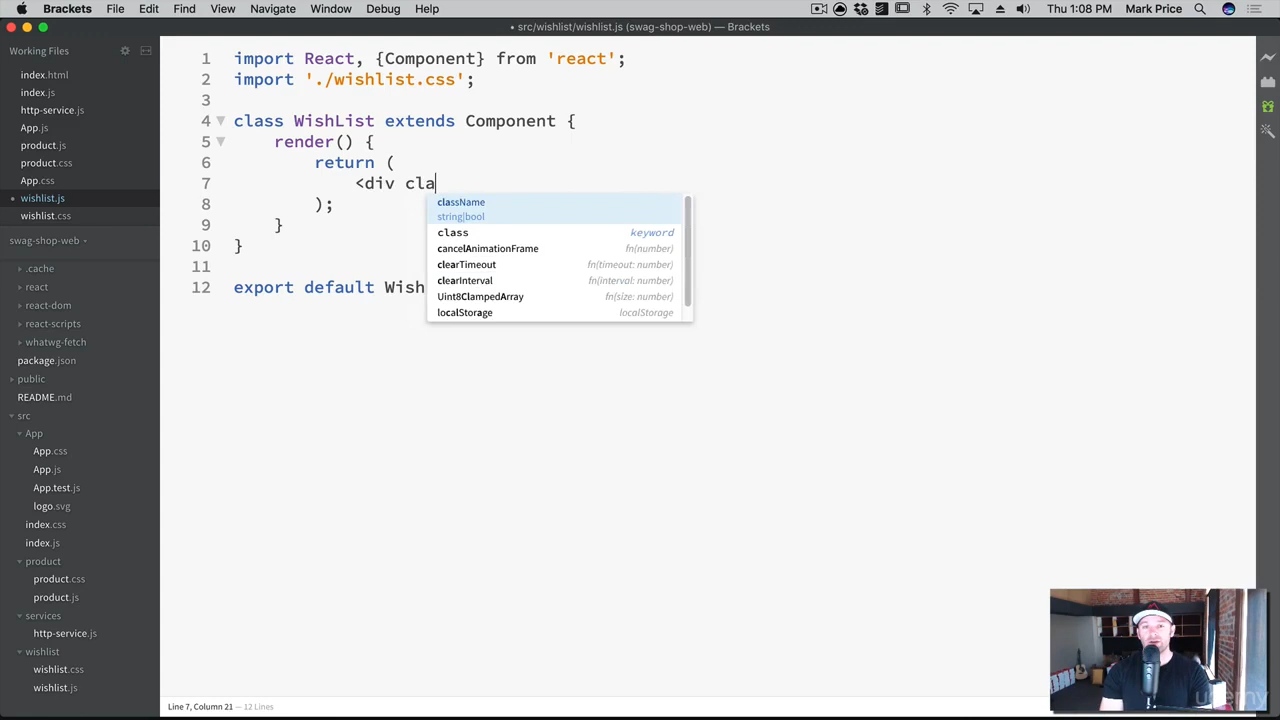 Brackets File Edit Find View Navigate Window Debug Help Thu 1:08 PM Mark Price
• src/wishlist/wishlist.js (swag-shop-web) — Brackets
Working Files
index.html
index.js
http-service.js
App.js
product.js
product.css
App.css
wishlist.js
wishlist.css
swag-shop-web
.cache
react
react-dom
react-scripts
whatwg-fetch
package.json
public
README.md
src
App
App.css
App.js
App.test.js
logo.svg
index.css
index.js
product
product.css
product.js
services
http-service.js
wishlist
wishlist.css
wishlist.js
1 import React, {Component} from 'react';
2 import './wishlist.css';
3
4 class WishList extends Component {
5 render() {
6 return (
7 <div cla
8 );
9 }
10 }
11
12 export default Wish
className
string|bool
class keyword
cancelAnimationFrame fn(number)
clearTimeout fn(timeout: number)
clearInterval fn(interval: number)
Uint8ClampedArray fn(size: number)
localStorage localStorage
Line 7, Column 21 — 12 Lines
udemy